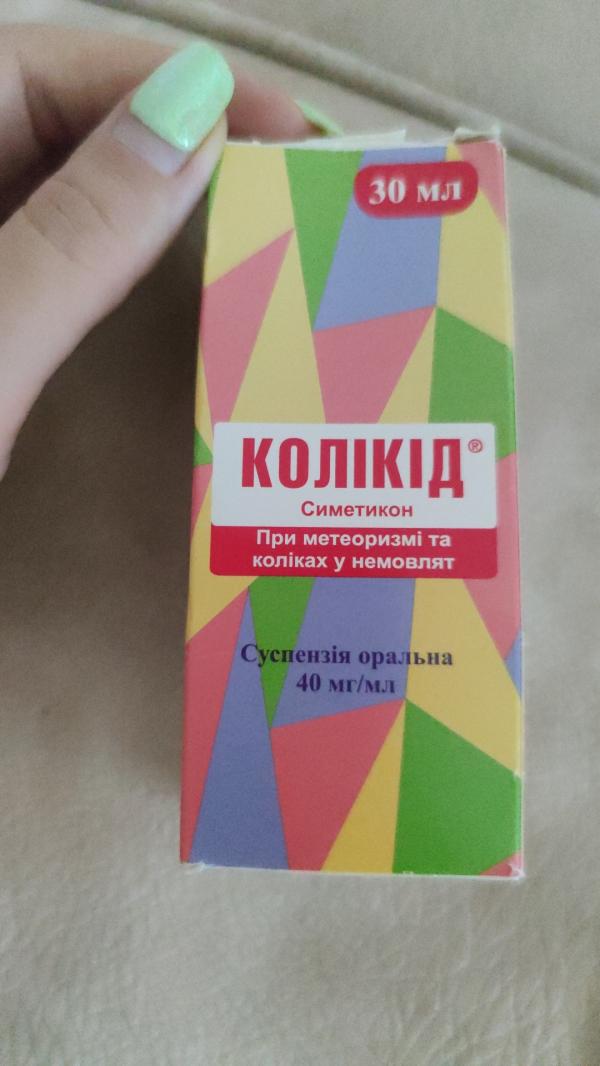 30 мл
КОЛІКІД®
Симетикон
При метеоризмі та
коліках у немовлят
Суспензія оральна
40 мг/мл